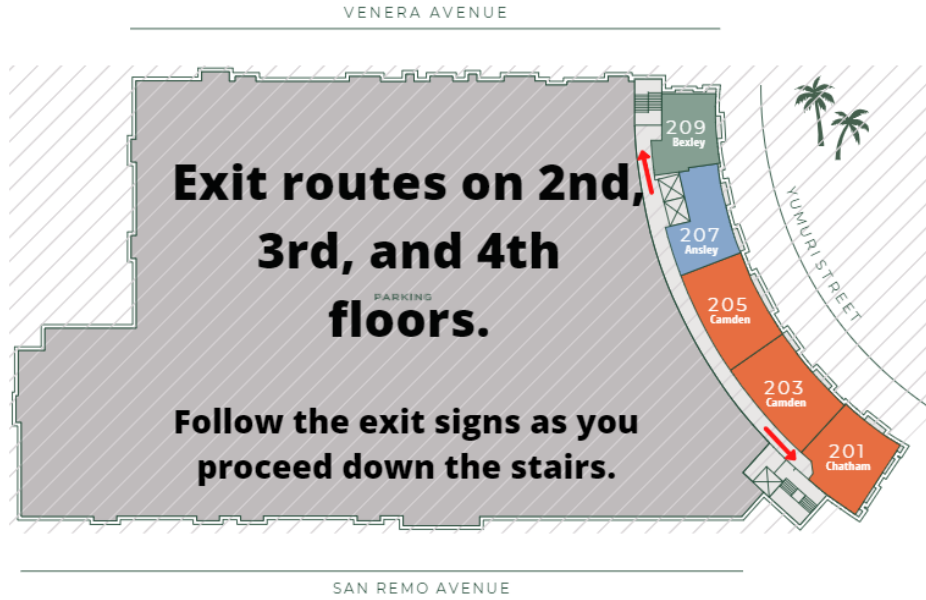 VENERA AVENUE
209
Bexley
Exit routes on 2nd,
3rd, and 4th
floors.
PARKING
207
Ansley
YUMURI STREET
205
Camden
203
Camden
Follow the exit signs as you
proceed down the stairs.
201
Chatham
SAN REMO AVENUE